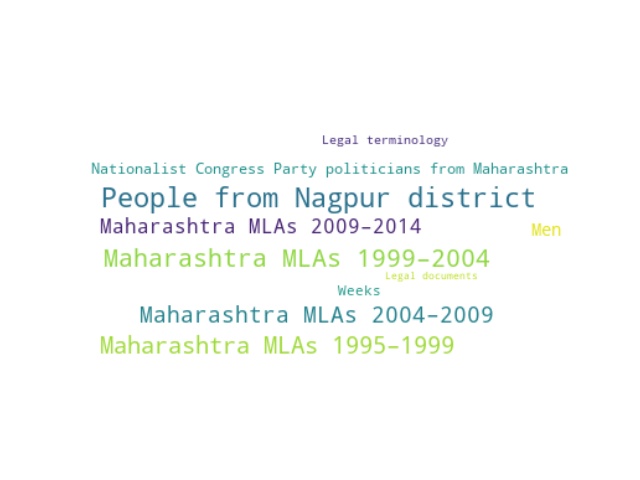 Legal terminology
Nationalist Congress Party politicians from Maharashtra
People from Nagpur district
Maharashtra MLAs 2009–2014
Men
Maharashtra MLAs 1999–2004
Legal documents
Weeks
Maharashtra MLAs 2004–2009
Maharashtra MLAs 1995–1999